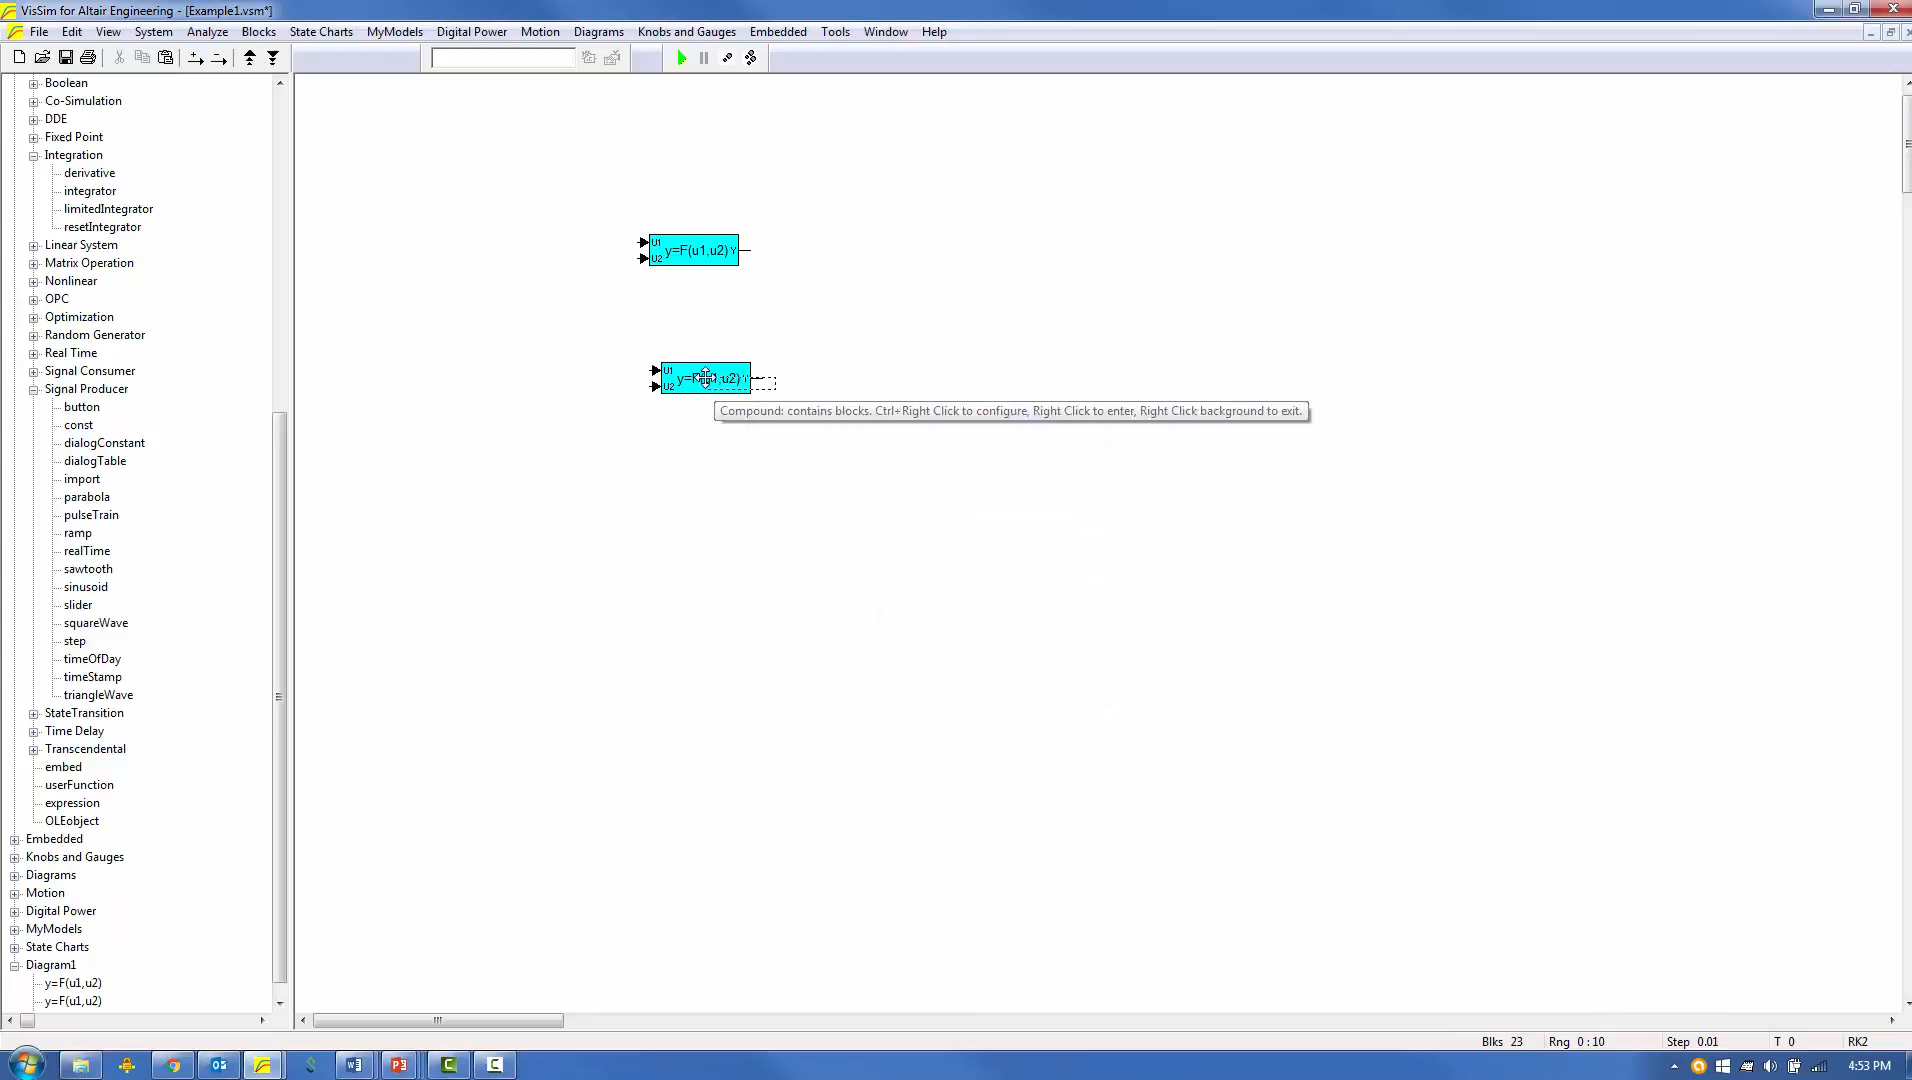 VisSim for Altair Engineering - [Example1.vsm*]
File Edit View System Analyze Blocks State Charts MyModels Digital Power Motion Diagrams Knobs and Gauges Embedded Tools Window Help
Boolean
Co-Simulation
DDE
Fixed Point
Integration
derivative
integrator
limitedIntegrator
resetIntegrator
Linear System
Matrix Operation
Nonlinear
OPC
Optimization
Random Generator
Real Time
Signal Consumer
Signal Producer
button
const
dialogConstant
dialogTable
import
parabola
pulseTrain
ramp
realTime
sawtooth
sinusoid
slider
squareWave
step
timeOfDay
timeStamp
triangleWave
StateTransition
Time Delay
Transcendental
embed
userFunction
expression
OLEobject
Embedded
Knobs and Gauges
Diagrams
Motion
Digital Power
MyModels
State Charts
Diagram1
y=F(u1,u2)
y=F(u1,u2)
U1
y=F(u1,u2) Y
U2
U1
U2
Compound: contains blocks. Ctrl+Right Click to configure, Right Click to enter, Right Click background to exit.
Blks 23 Rng 0 : 10 Step 0.01 T 0 RK2
4:53 PM